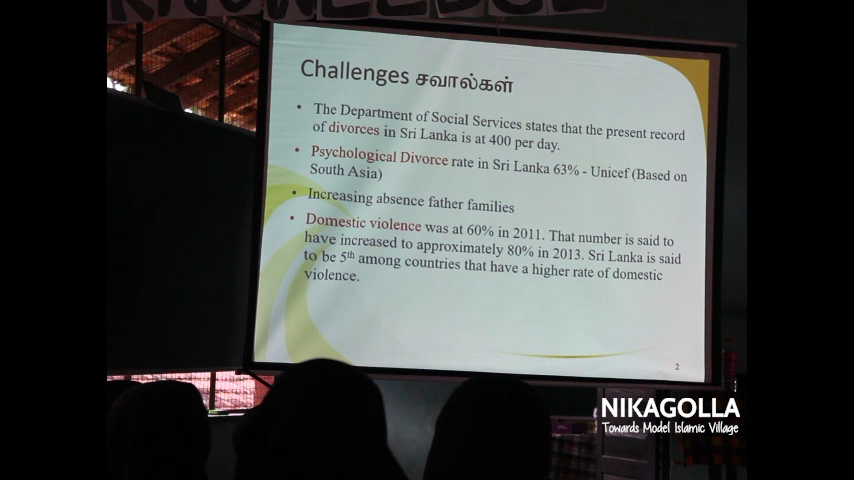 KNOWLEDGE
Challenges சவால்கள்
• The Department of Social Services states that the present record
of divorces in Sri Lanka is at 400 per day.
• Psychological Divorce rate in Sri Lanka 63% - Unicef (Based on
South Asia)
• Increasing absence father families
• Domestic violence was at 60% in 2011. That number is said to
have increased to approximately 80% in 2013. Sri Lanka is said
to be 5th among countries that have a higher rate of domestic
violence.
2
NIKAGOLLA
Towards Model Islamic Village